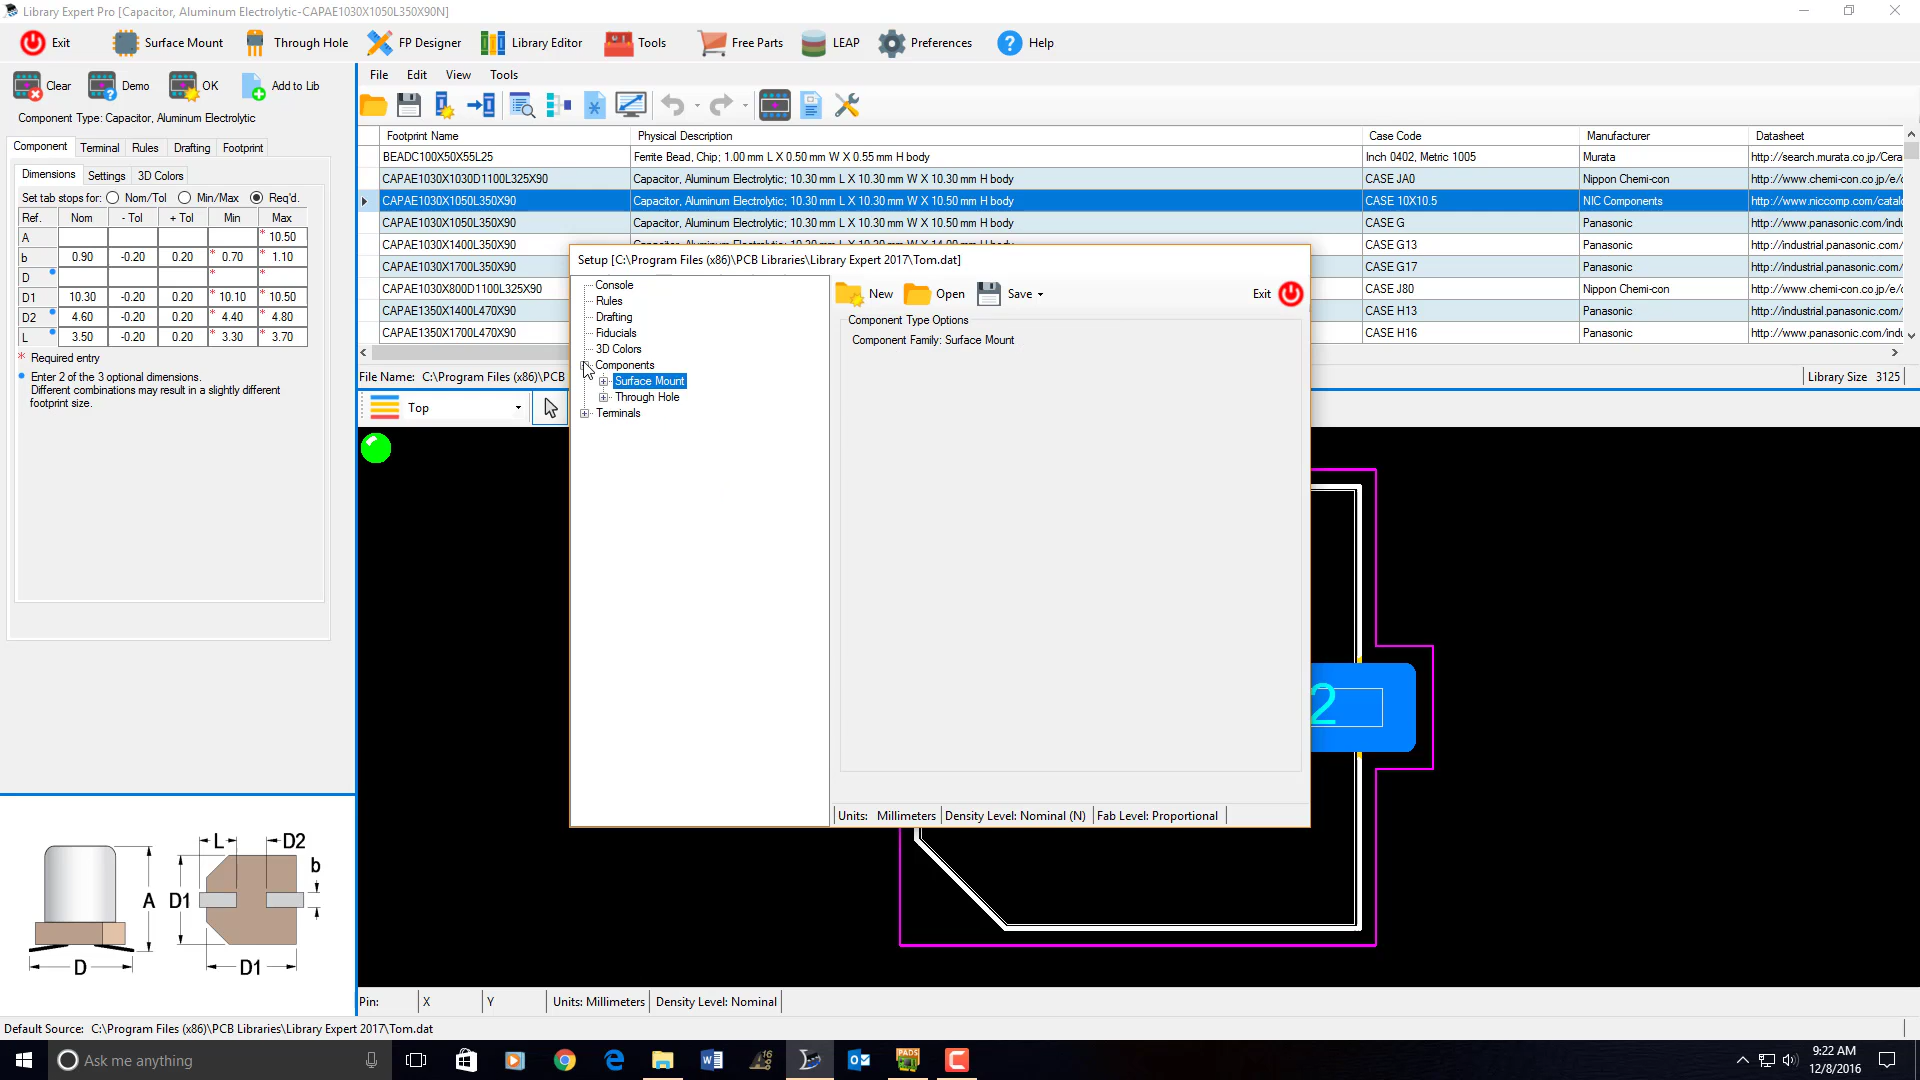 Library Expert Pro [Capacitor, Aluminum Electrolytic-CAPAE1030X1050L350X90N]
Exit Surface Mount Through Hole FP Designer Library Editor Tools Free Parts LEAP Preferences Help
Clear Demo OK Add to Lib
Component Type: Capacitor, Aluminum Electrolytic
Component Terminal Rules Drafting Footprint
Dimensions Settings 3D Colors
Set tab stops for: Nom/Tol Min/Max Req'd.
Ref. Nom - Tol + Tol Min Max
A * 10.50
b 0.90 -0.20 0.20 * 0.70 * 1.10
D * *
D1 10.30 -0.20 0.20 * 10.10 * 10.50
D2 4.60 -0.20 0.20 * 4.40 * 4.80
L 3.50 -0.20 0.20 * 3.30 * 3.70
* Required entry
Enter 2 of the 3 optional dimensions.
Different combinations may result in a slightly different
footprint size.
L D2
b
A D1
D D1
File Edit View Tools
Footprint Name Physical Description Case Code Manufacturer Datasheet
BEADC100X50X55L25 Ferrite Bead, Chip; 1.00 mm L X 0.50 mm W X 0.55 mm H body Inch 0402, Metric 1005 Murata http://search.murata.co.jp/Cera
CAPAE1030X1030D1100L325X90 Capacitor, Aluminum Electrolytic; 10.30 mm L X 10.30 mm W X 10.30 mm H body CASE JA0 Nippon Chemi-con http://www.chemi-con.co.jp/e/c
CAPAE1030X1050L350X90 Capacitor, Aluminum Electrolytic; 10.30 mm L X 10.30 mm W X 10.50 mm H body CASE 10X10.5 NIC Components http://www.niccomp.com/catal
CAPAE1030X1050L350X90 Capacitor, Aluminum Electrolytic; 10.30 mm L X 10.30 mm W X 10.50 mm H body CASE G Panasonic http://www.panasonic.com/indu
CAPAE1030X1400L350X90 Capacitor, Aluminum Electrolytic; 10.30 mm L X 10.30 mm W X 14.00 mm H body CASE G13 Panasonic http://industrial.panasonic.com/
CAPAE1030X1700L350X90 CASE G17 Panasonic http://industrial.panasonic.com/
CAPAE1030X800D1100L325X90 CASE J80 Nippon Chemi-con http://www.chemi-con.co.jp/e/c
CAPAE1350X1400L470X90 CASE H13 Panasonic http://industrial.panasonic.com/
CAPAE1350X1700L470X90 CASE H16 Panasonic http://www.panasonic.com/indu
File Name: C:\Program Files (x86)\PCB Library Size 3125
Top
Setup [C:\Program Files (x86)\PCB Libraries\Library Expert 2017\Tom.dat]
Console
Rules
Drafting
Fiducials
3D Colors
Components
Surface Mount
Through Hole
Terminals
New Open Save Exit
Component Type Options
Component Family: Surface Mount
Units: Millimeters Density Level: Nominal (N) Fab Level: Proportional
2
Pin: X Y Units: Millimeters Density Level: Nominal
Default Source: C:\Program Files (x86)\PCB Libraries\Library Expert 2017\Tom.dat
Ask me anything
16
PADS
9:22 AM
12/8/2016